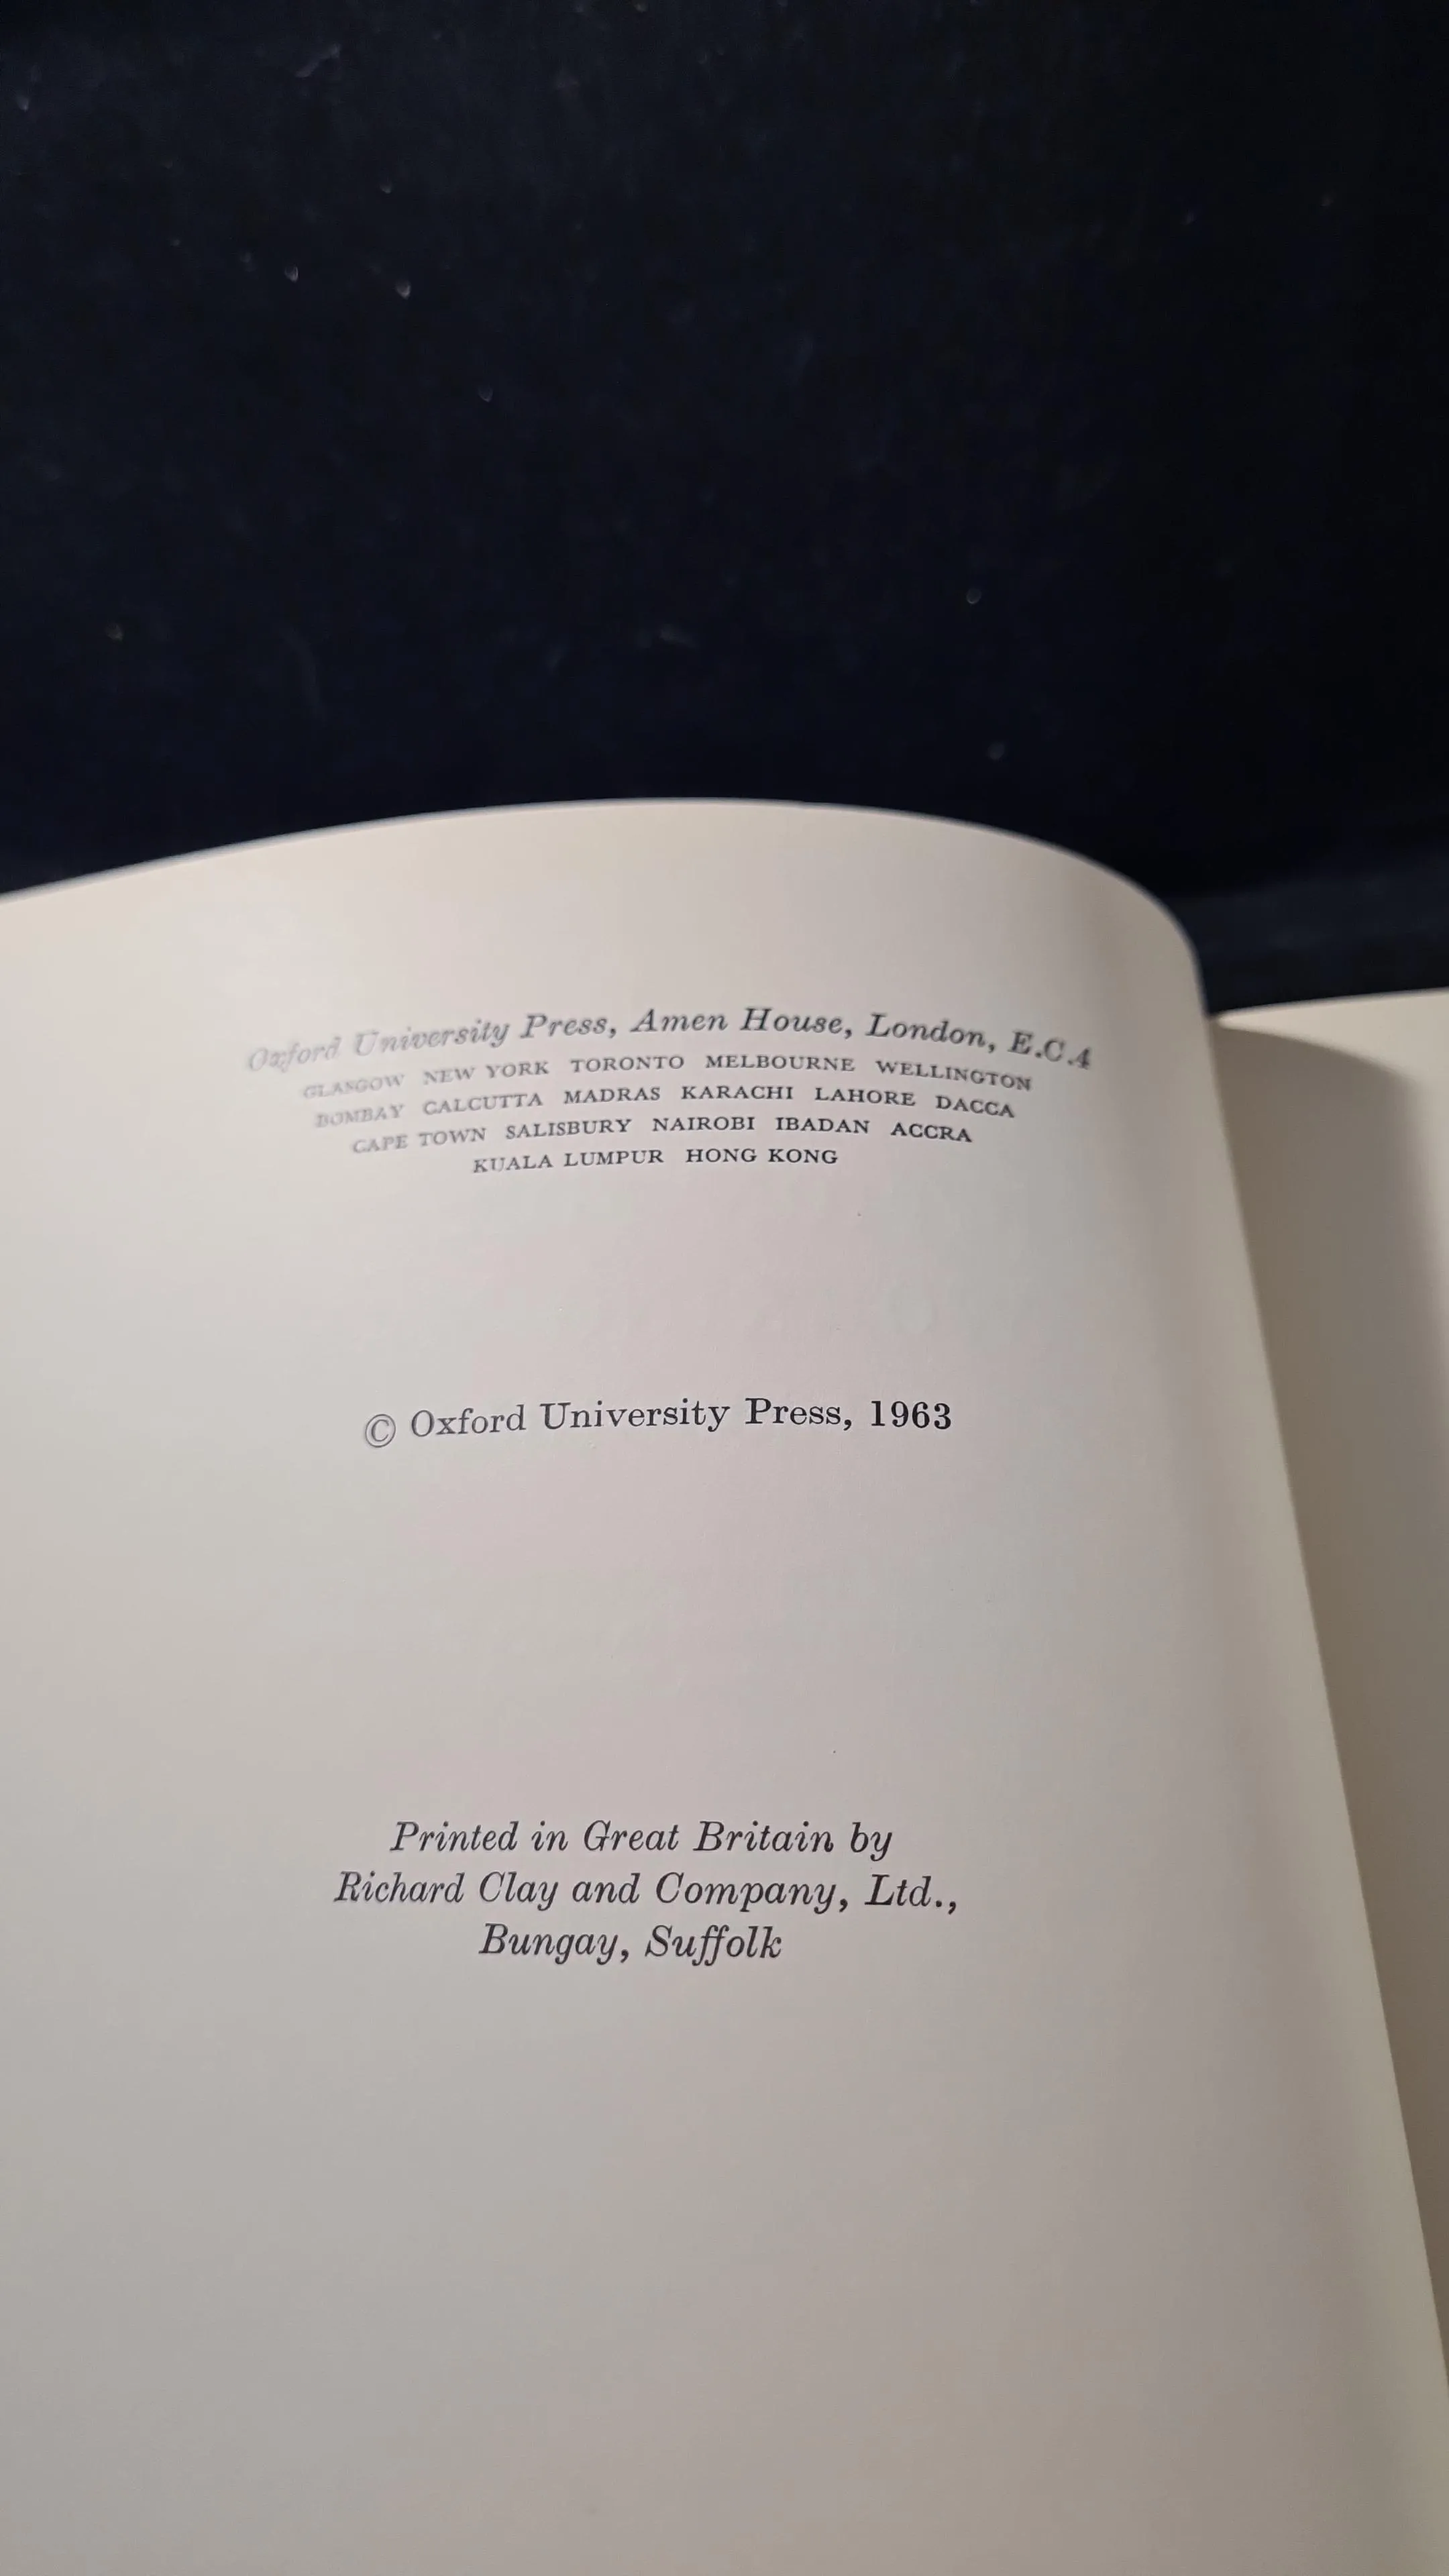 Oxford University Press, Amen House, London, E.C.4
GLASGOW NEW YORK TORONTO MELBOURNE WELLINGTON
BOMBAY CALCUTTA MADRAS KARACHI LAHORE DACCA
CAPE TOWN SALISBURY NAIROBI IBADAN ACCRA
KUALA LUMPUR HONG KONG
© Oxford University Press, 1963
Printed in Great Britain by
Richard Clay and Company, Ltd.,
Bungay, Suffolk